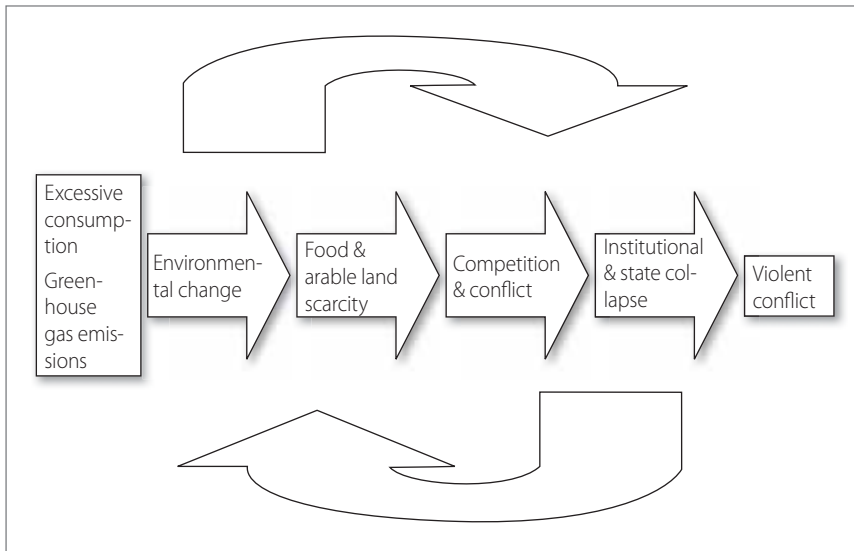 Excessive
consump-
tion
Green-
house
gas emis-
sions
Environmen-
tal change
Food &
arable land
scarcity
Competition
& conflict
Institutional
& state col-
lapse
Violent
conflict